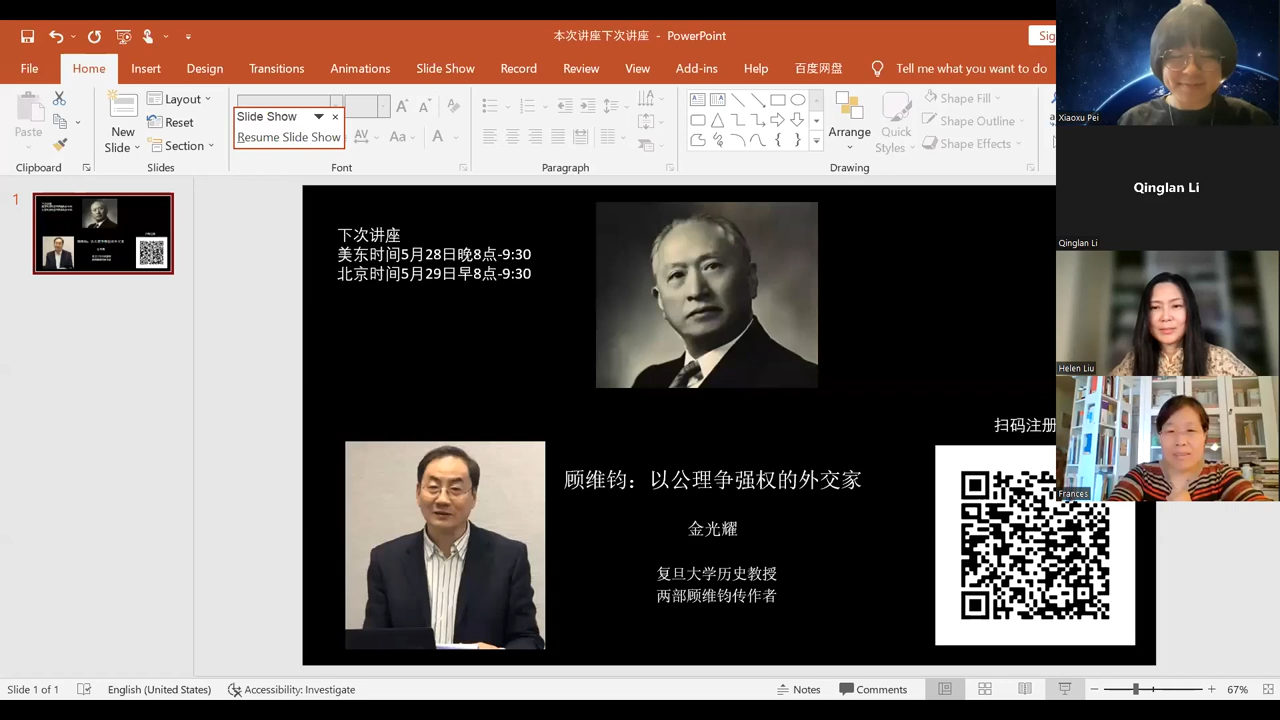 本次讲座下次讲座 - PowerPoint
Sig
File Home Insert Design Transitions Animations Slide Show Record Review View Add-ins Help 百度网盘 Tell me what you want to do
Paste
Clipboard
New
Slide
Layout
Reset
Section
Slides
Slide Show
Resume Slide Show
Font
Paragraph
Arrange
Quick
Styles
Shape Fill
Shape Outline
Shape Effects
Drawing
1
下次讲座
美东时间5月28日晚8点-9:30
北京时间5月29日早8点-9:30
扫码注册
顾维钧：以公理争强权的外交家
金光耀
复旦大学历史教授
两部顾维钧传作者
Xiaoxu Pei
Qinglan Li
Qinglan Li
Helen Liu
Frances
Slide 1 of 1 English (United States) Accessibility: Investigate Notes Comments 67%